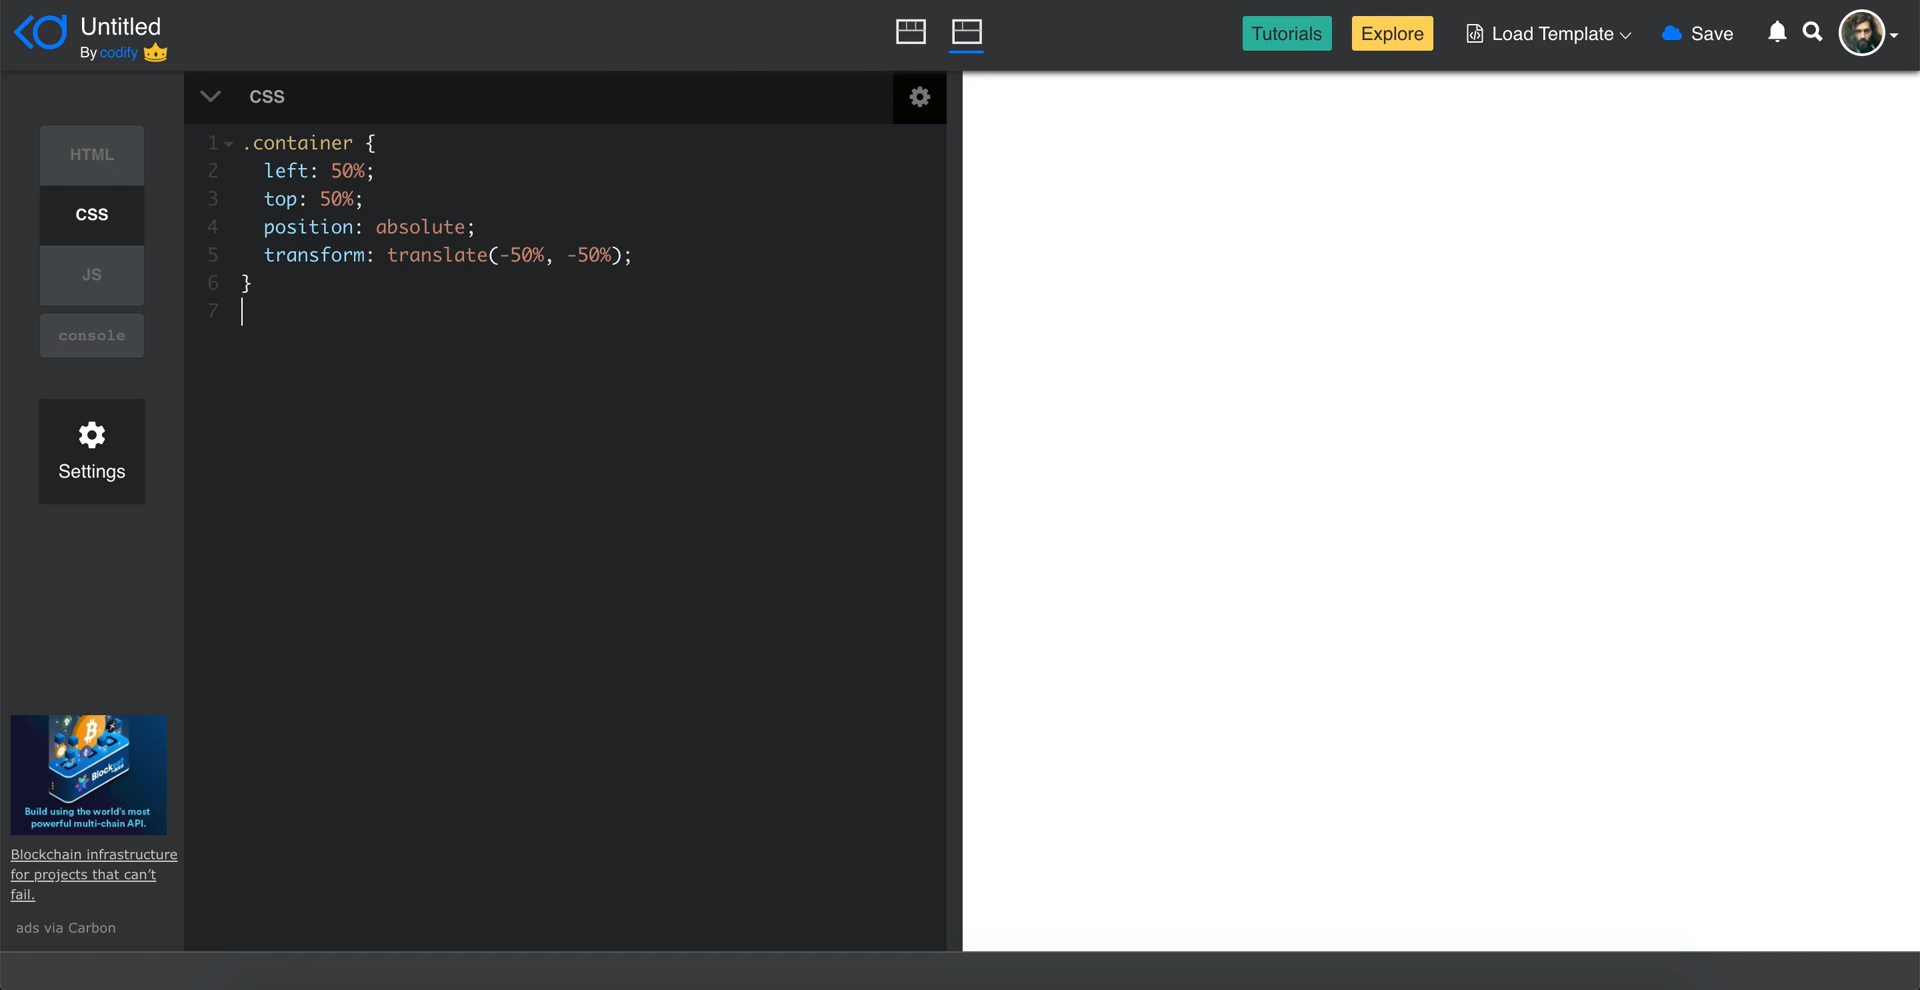 Untitled
By codify
Tutorials
Explore
Load Template
Save
HTML
CSS
JS
console
Settings
CSS
1 .container {
2 left: 50%;
3 top: 50%;
4 position: absolute;
5 transform: translate(-50%, -50%);
6 }
7
Blockset
Build using the world's most
powerful multi-chain API.
Blockchain infrastructure
for projects that can't
fail.
ads via Carbon